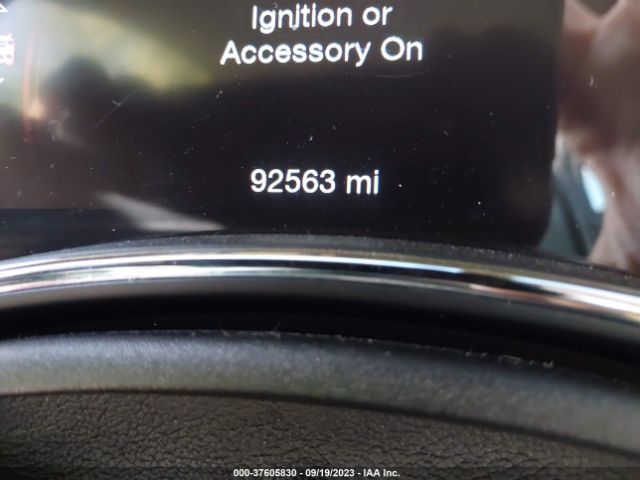 Ignition or
Accessory On
92563 mi
000-37605830 - 09/19/2023 - IAA Inc.